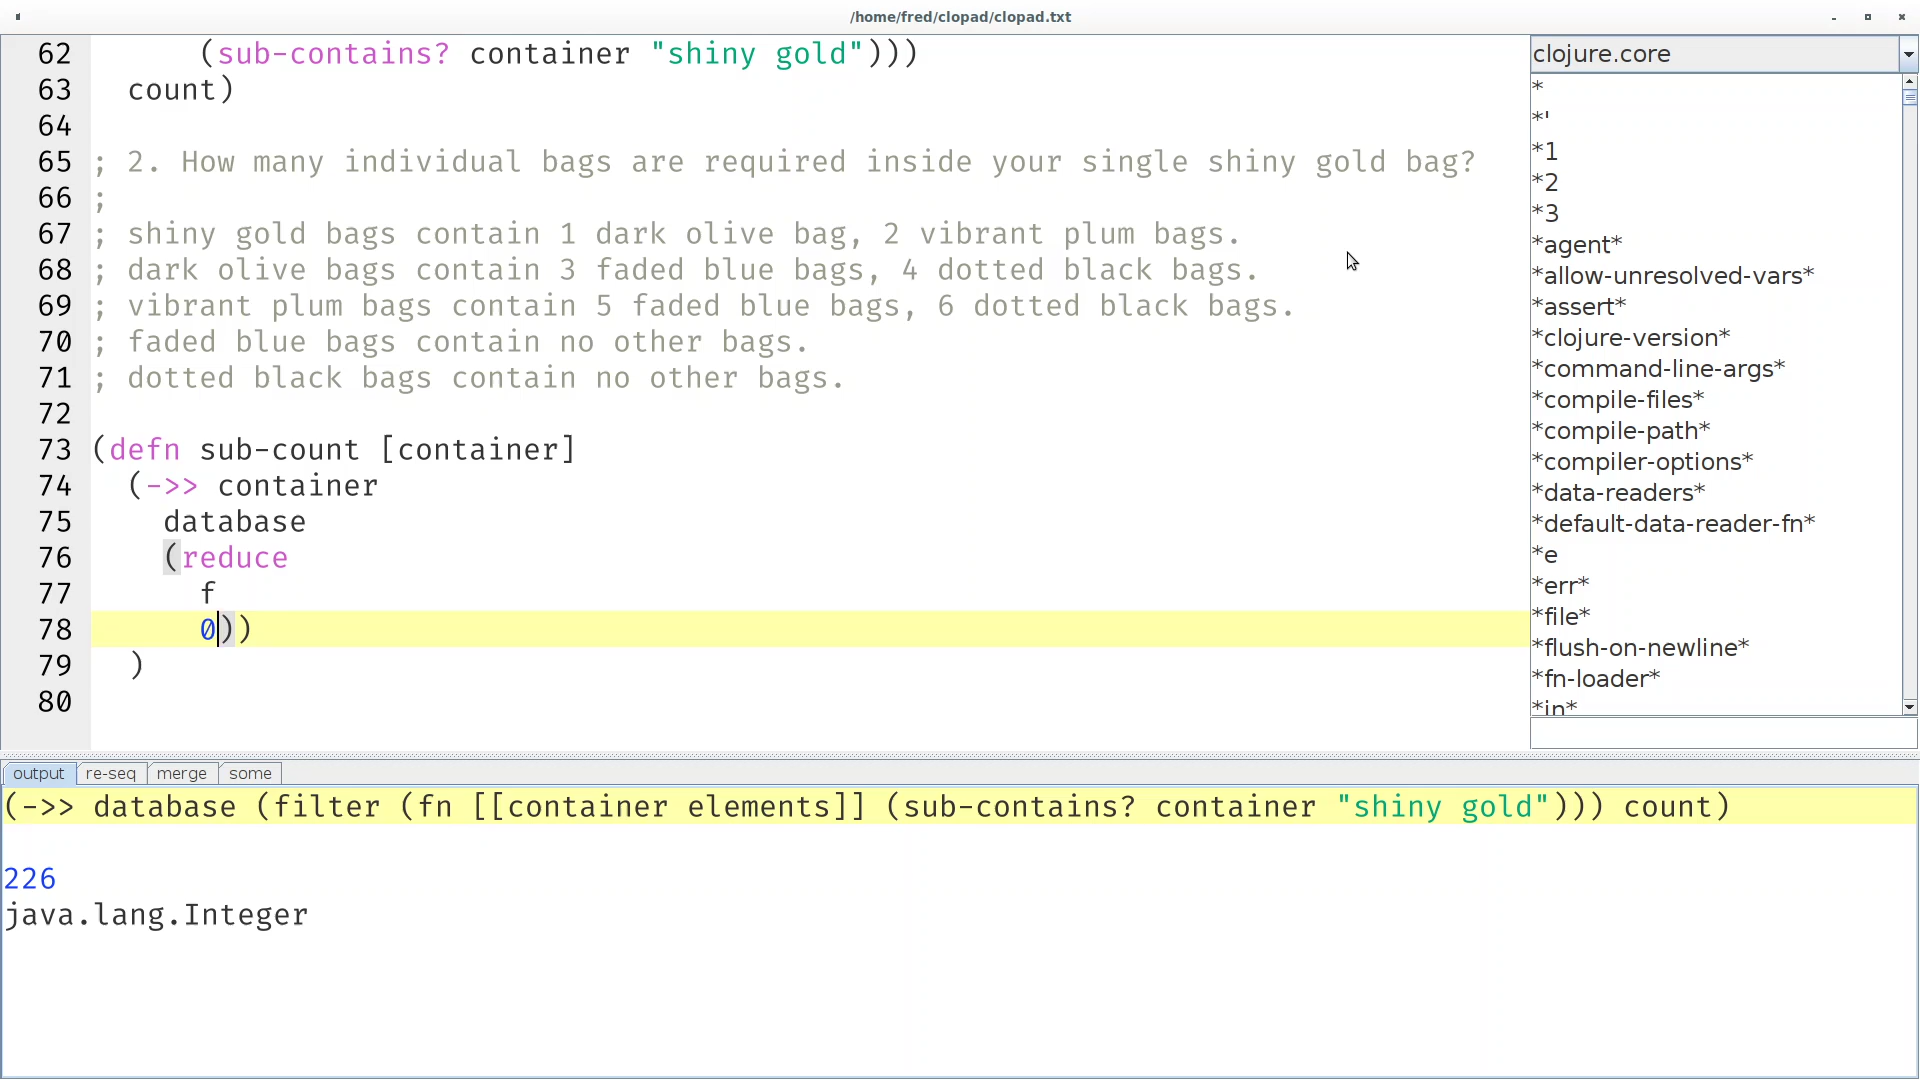 /home/fred/clopad/clopad.txt
62 (sub-contains? container "shiny gold")))
63 count)
64
65 ; 2. How many individual bags are required inside your single shiny gold bag?
66 ;
67 ; shiny gold bags contain 1 dark olive bag, 2 vibrant plum bags.
68 ; dark olive bags contain 3 faded blue bags, 4 dotted black bags.
69 ; vibrant plum bags contain 5 faded blue bags, 6 dotted black bags.
70 ; faded blue bags contain no other bags.
71 ; dotted black bags contain no other bags.
72
73 (defn sub-count [container]
74 (->> container
75 database
76 (reduce
77 f
78 0))
79 )
80
clojure.core
*
*'
*1
*2
*3
*agent*
*allow-unresolved-vars*
*assert*
*clojure-version*
*command-line-args*
*compile-files*
*compile-path*
*compiler-options*
*data-readers*
*default-data-reader-fn*
*e
*err*
*file*
*flush-on-newline*
*fn-loader*
*in*
output re-seq merge some
(->> database (filter (fn [[container elements]] (sub-contains? container "shiny gold"))) count)
226
java.lang.Integer